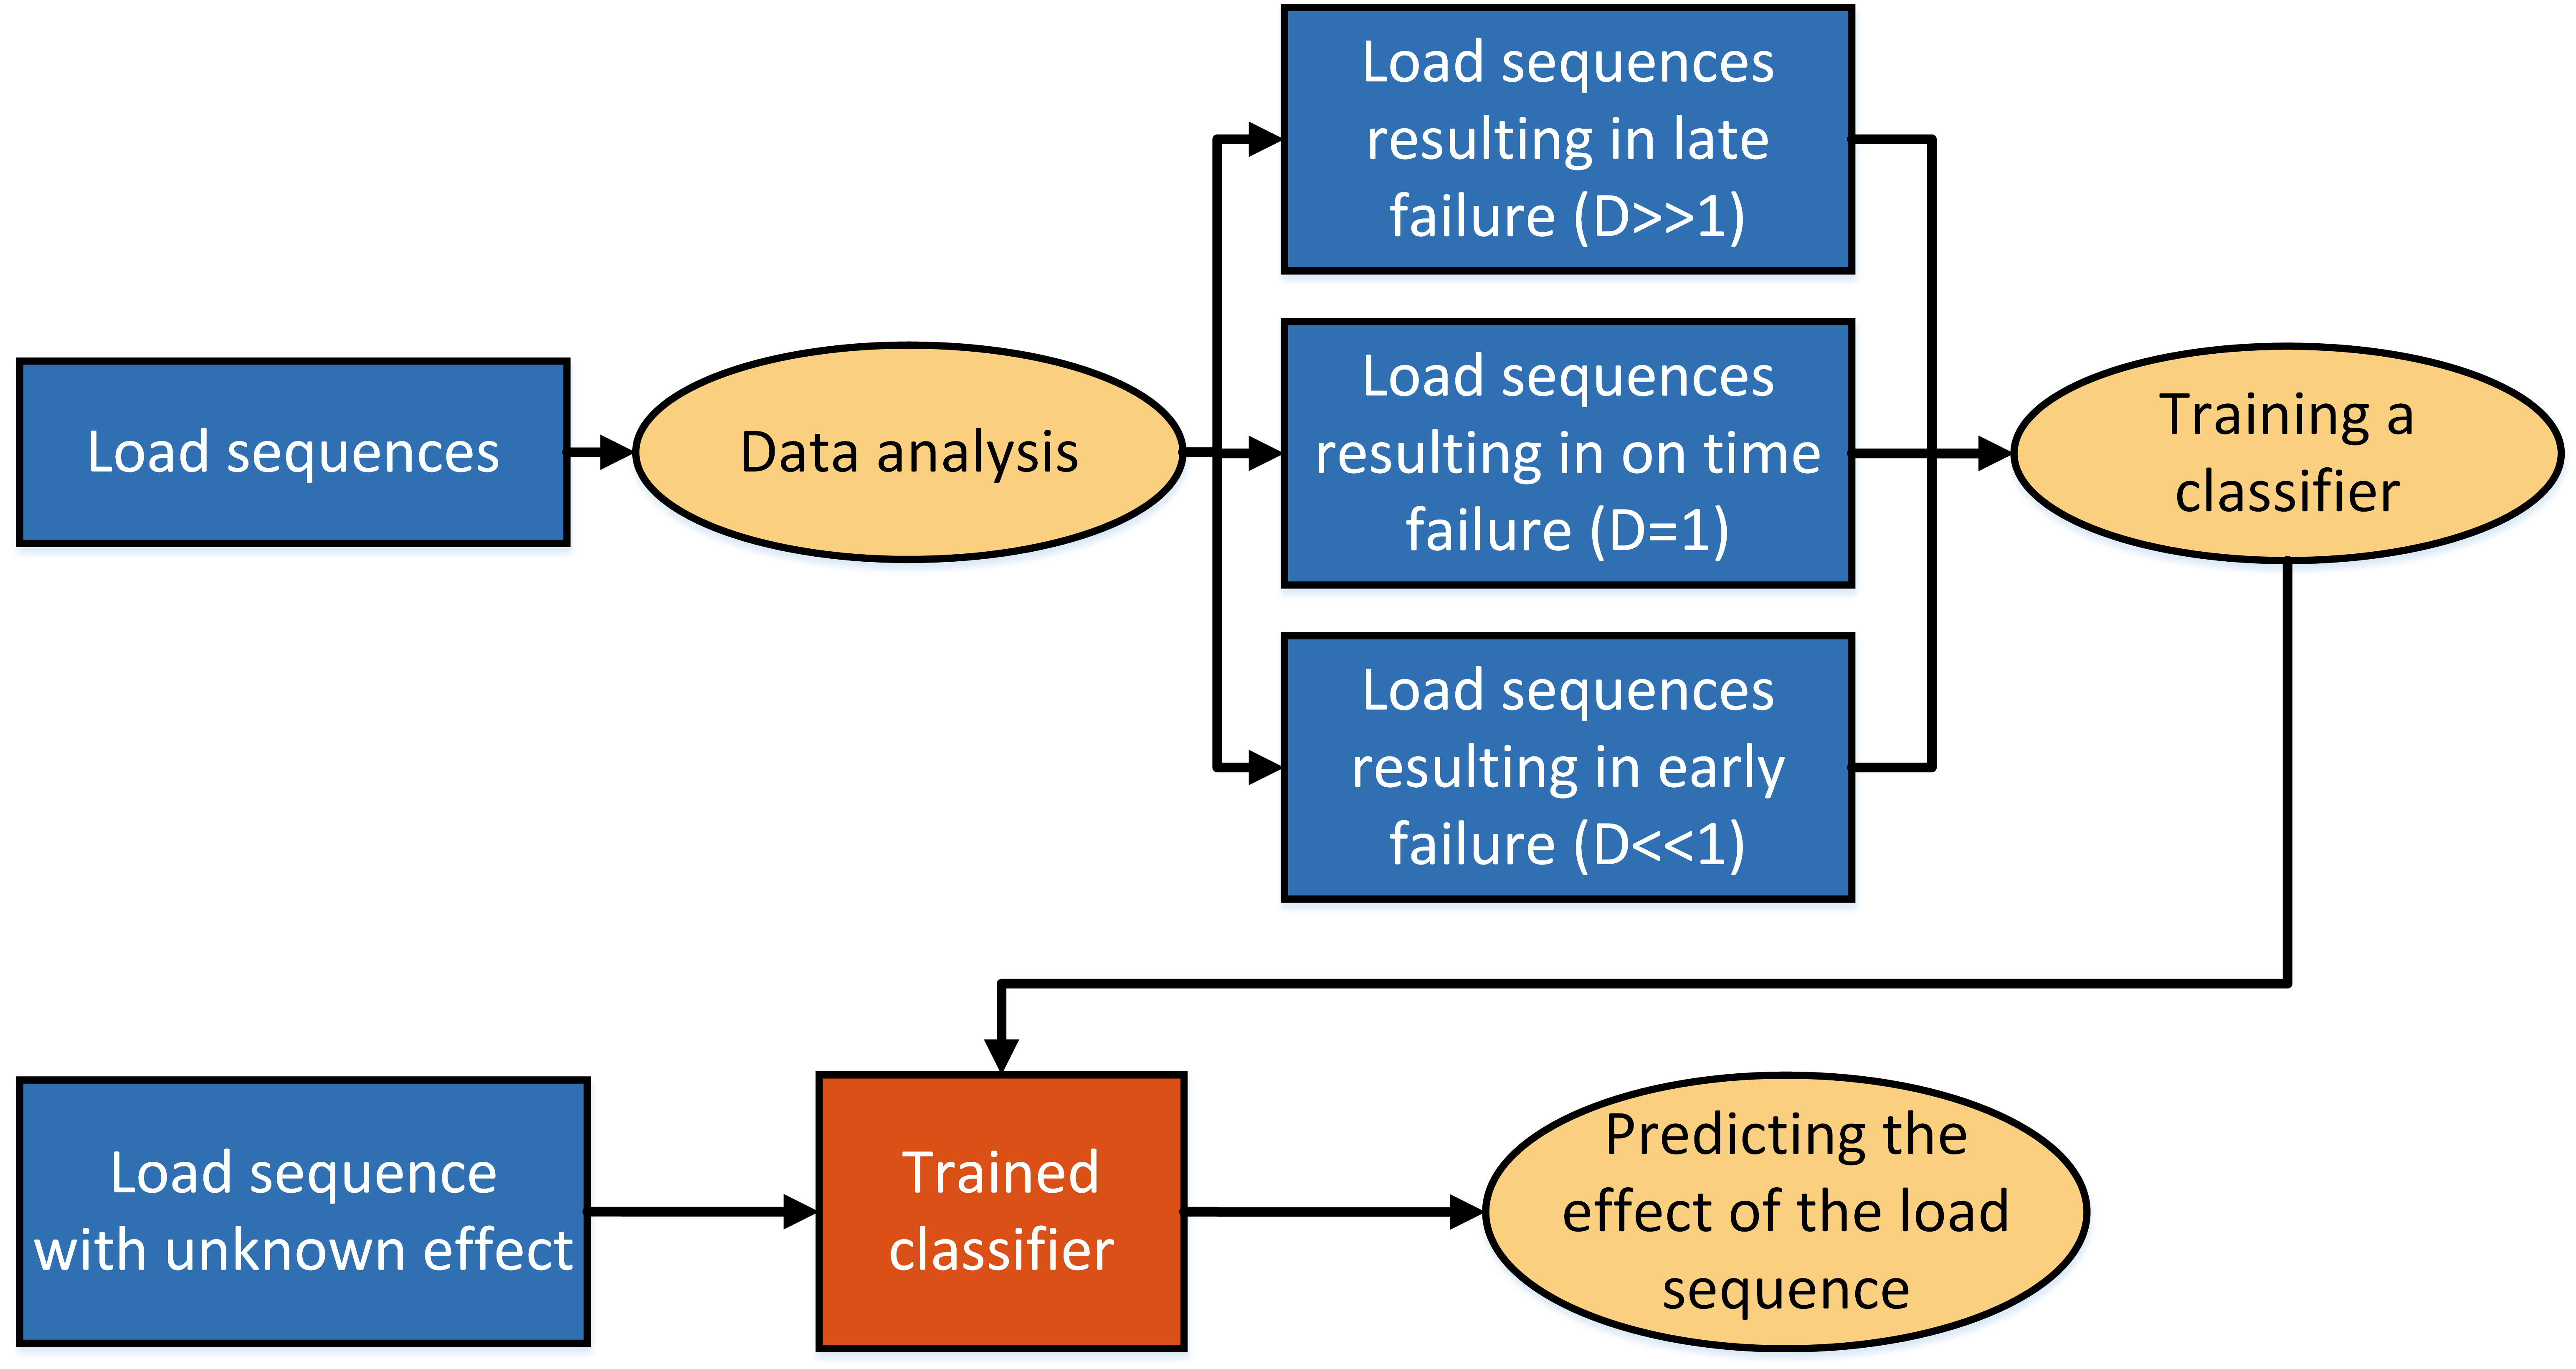 Load sequences
Data analysis
Load sequences
resulting in late
failure (D>>1)
Load sequences
resulting in on time
failure (D=1)
Load sequences
resulting in early
failure (D<<1)
Training a
classifier
Load sequence
with unknown effect
Trained
classifier
Predicting the
effect of the load
sequence